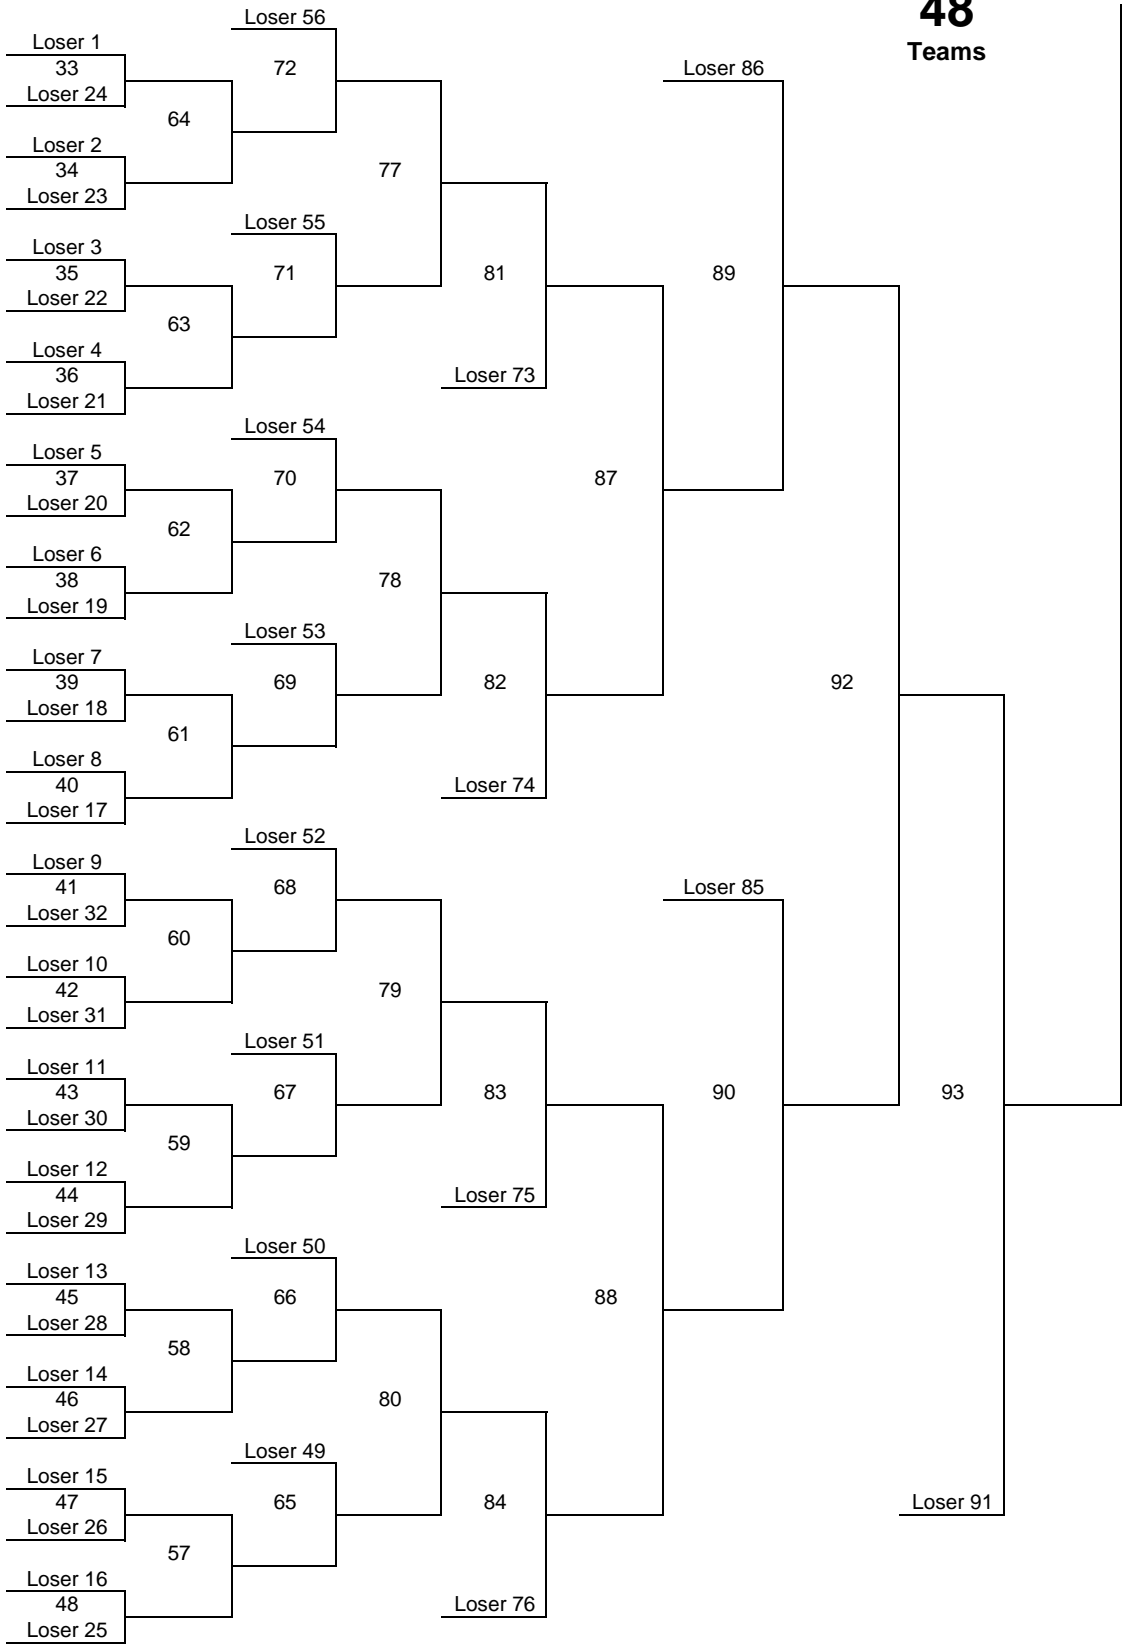 48
Teams
Loser 56
Loser 1
33
72
Loser 86
Loser 24
64
Loser 2
34
77
Loser 23
Loser 55
Loser 3
35
71
81
89
Loser 22
63
Loser 4
36
Loser 73
Loser 21
Loser 54
Loser 5
37
70
87
Loser 20
62
Loser 6
38
78
Loser 19
Loser 53
Loser 7
39
69
82
92
Loser 18
61
Loser 8
40
Loser 74
Loser 17
Loser 52
Loser 9
41
68
Loser 85
Loser 32
60
Loser 10
42
79
Loser 31
Loser 51
Loser 11
43
67
83
90
93
Loser 30
59
Loser 12
44
Loser 75
Loser 29
Loser 50
Loser 13
45
66
88
Loser 28
58
Loser 14
46
80
Loser 27
Loser 49
Loser 15
47
65
84
Loser 91
Loser 26
57
Loser 16
48
Loser 76
Loser 25